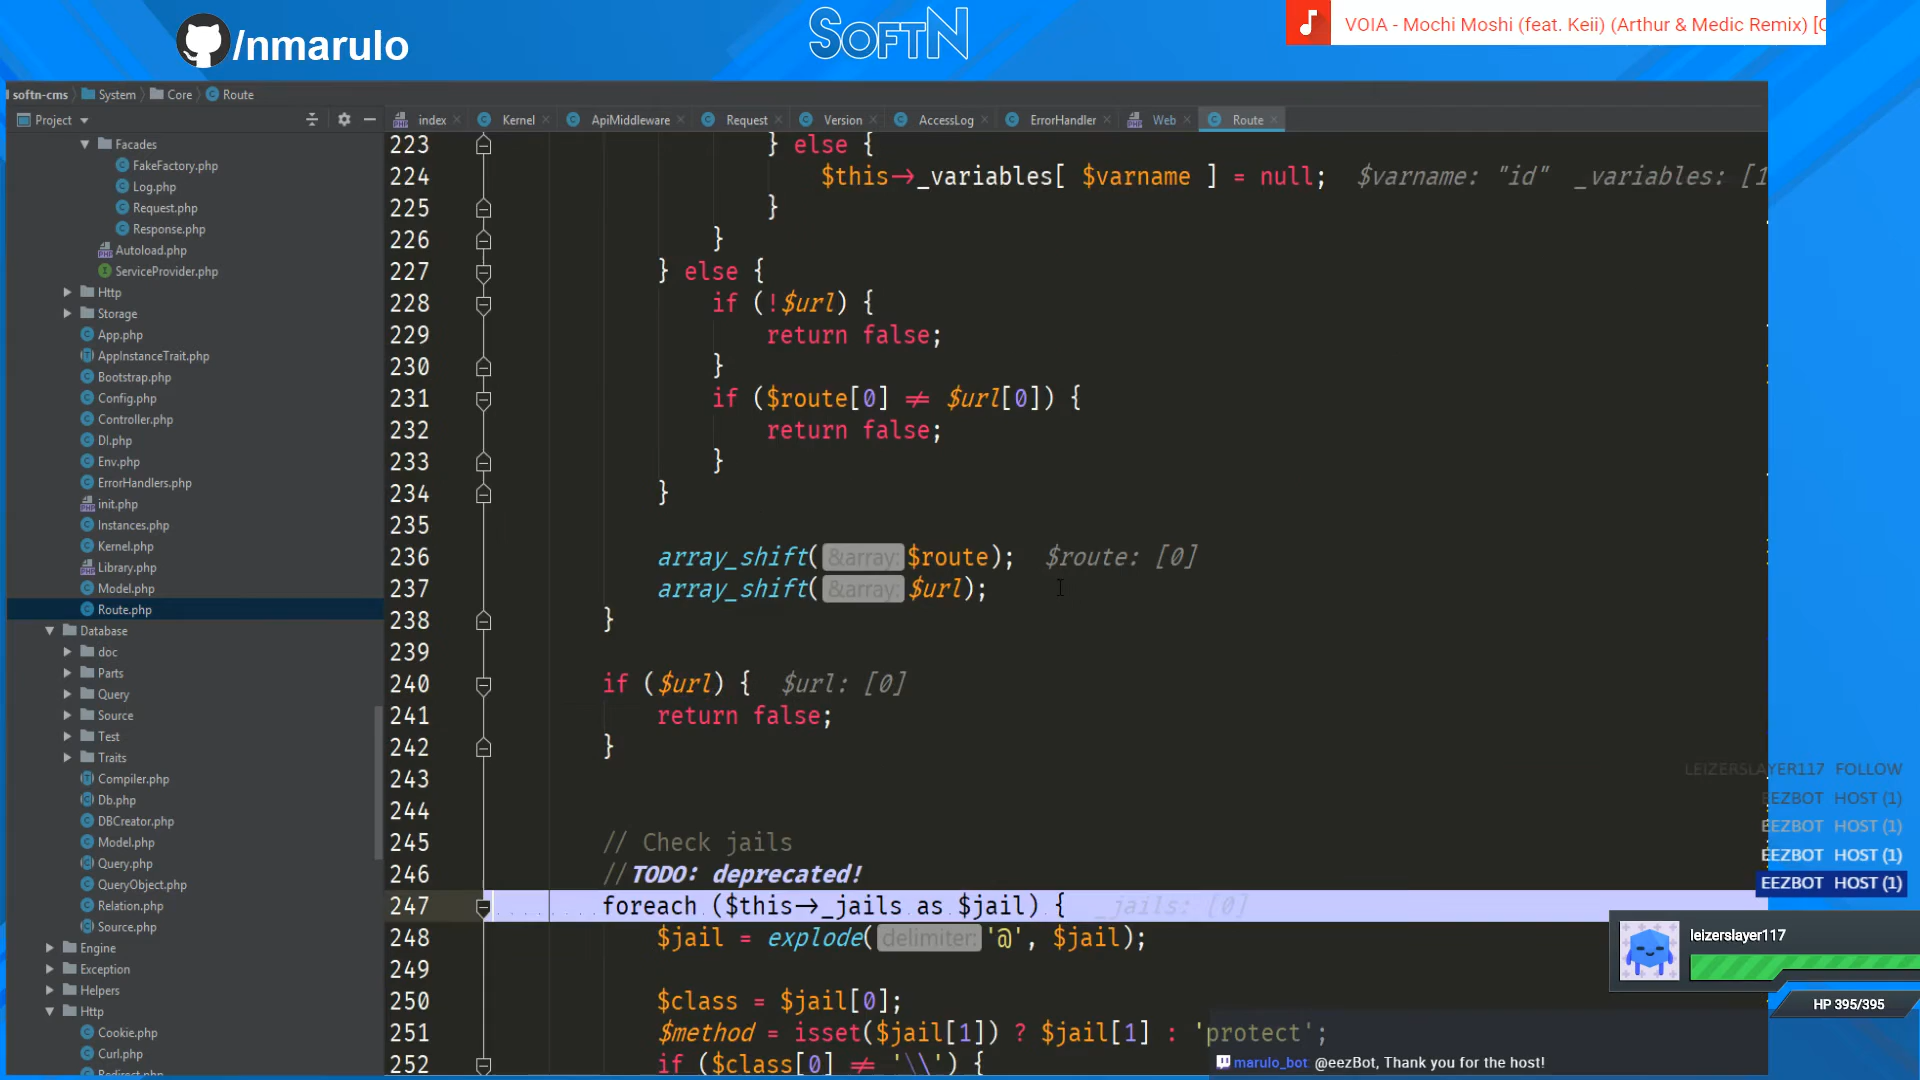 /nmarulo
SOFTN
VOIA - Mochi Moshi (feat. Keii) (Arthur & Medic Remix)
softn-cms
System
Core
Route
Project
index
Kernel
ApiMiddleware
Request
Version
AccessLog
ErrorHandler
Web
Route
Facades
FakeFactory.php
Log.php
Request.php
Response.php
Autoload.php
ServiceProvider.php
Http
Storage
App.php
AppInstanceTrait.php
Bootstrap.php
Config.php
Controller.php
DI.php
Env.php
ErrorHandlers.php
init.php
Instances.php
Kernel.php
Library.php
Model.php
Route.php
Database
doc
Parts
Query
Source
Test
Traits
Compiler.php
Db.php
DBCreator.php
Model.php
Query.php
QueryObject.php
Relation.php
Source.php
Engine
Exception
Helpers
Http
Cookie.php
Curl.php
Redirect.php
223 } else {
224 $this->_variables[ $varname ] = null; $varname: "id" _variables: [1
225 }
226 }
227 } else {
228 if (!$url) {
229 return false;
230 }
231 if ($route[0] ≠ $url[0]) {
232 return false;
233 }
234 }
235
236 array_shift( &array: $route); $route: [0]
237 array_shift( &array: $url);
238 }
239
240 if ($url) { $url: [0]
241 return false;
242 }
243
244
245 // Check jails
246 //TODO: deprecated!
247 foreach ($this->_jails as $jail) { _jails: [0]
248 $jail = explode( delimiter: '@', $jail);
249
250 $class = $jail[0];
251 $method = isset($jail[1]) ? $jail[1] : 'protect';
252 if ($class[0] ≠ '\\') {
LEIZERSLAYER117 FOLLOW
EEZBOT HOST (1)
EEZBOT HOST (1)
EEZBOT HOST (1)
EEZBOT HOST (1)
leizerslayer117
HP 395/395
marulo_bot: @eezBot, Thank you for the host!